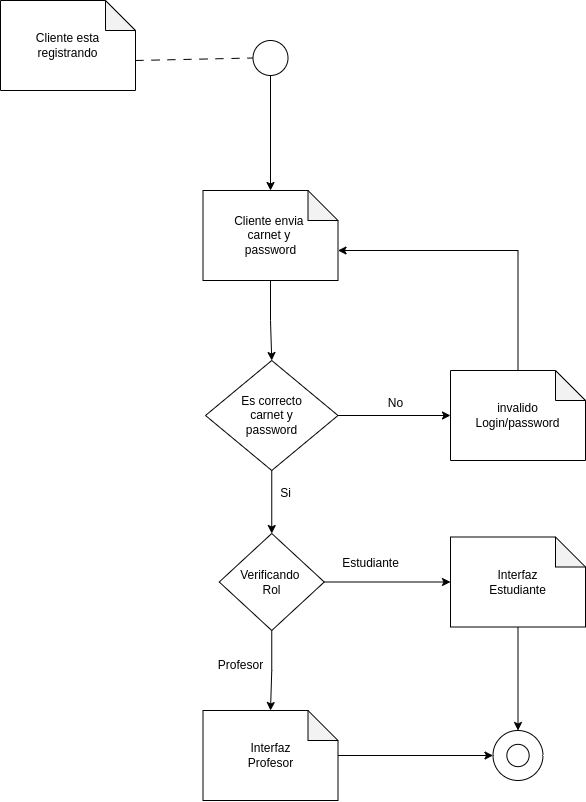 Cliente esta
registrando
Cliente envia
carnet y
password
Es correcto
carnet y
password
No
invalido
Login/password
Si
Verificando
Rol
Estudiante
Interfaz
Estudiante
Profesor
Interfaz
Profesor